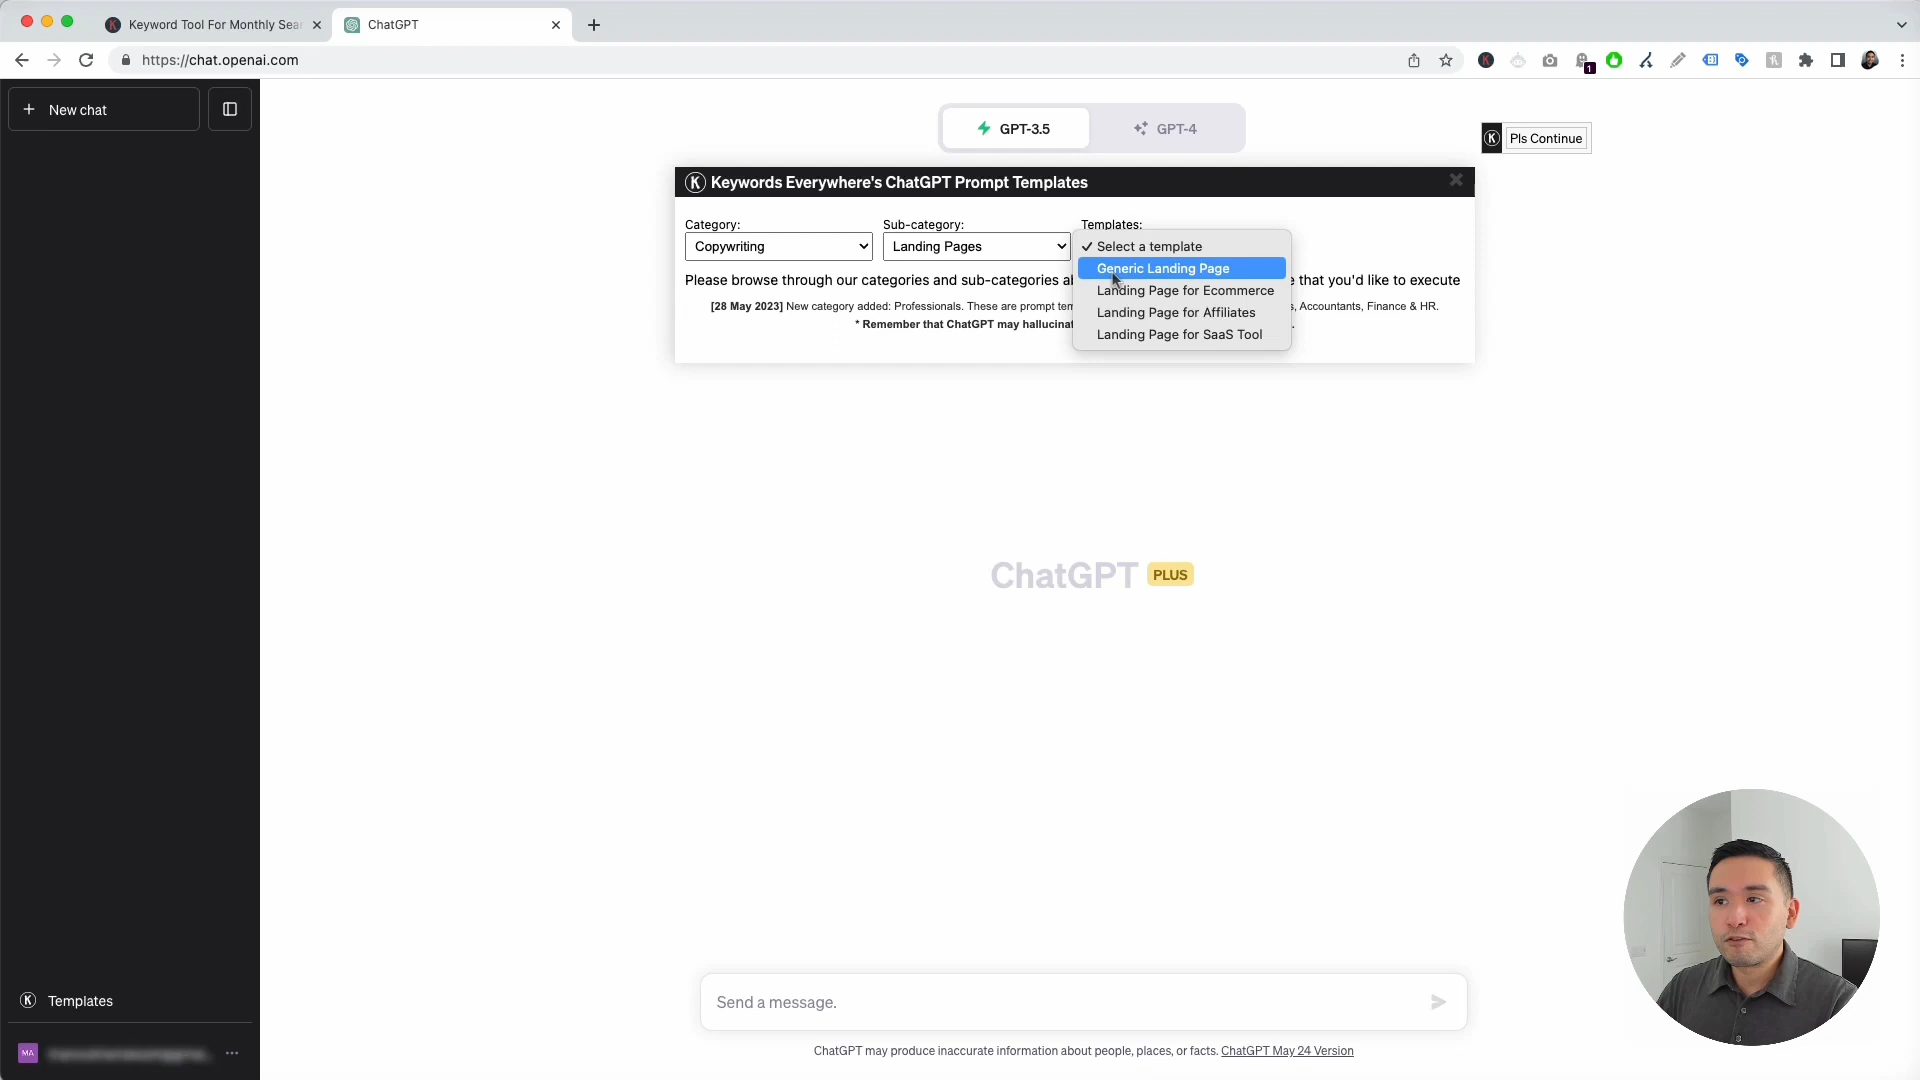 Keyword Tool For Monthly Sea
ChatGPT
https://chat.openai.com
1
New chat
GPT-3.5
GPT-4
K
Pls Continue
K Keywords Everywhere's ChatGPT Prompt Templates
Category:
Sub-category:
Templates:
Copywriting
Landing Pages
Select a template
Generic Landing Page
Landing Page for Ecommerce
Landing Page for Affiliates
Landing Page for SaaS Tool
Please browse through our categories and sub-categories ab e that you'd like to execute
[28 May 2023] New category added: Professionals. These are prompt tem s, Accountants, Finance & HR.
* Remember that ChatGPT may hallucinat
ChatGPT PLUS
K Templates
Send a message.
MA
ChatGPT may produce inaccurate information about people, places, or facts. ChatGPT May 24 Version